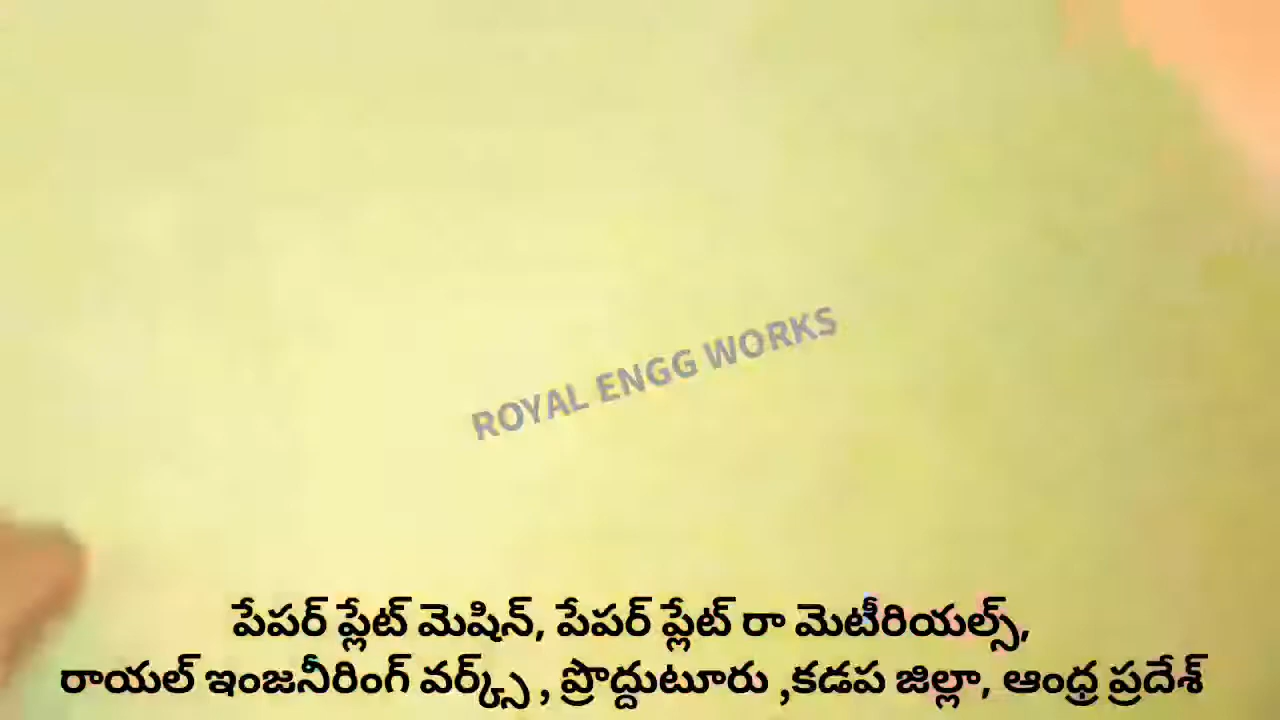 ROYAL ENGG WORKS
పేపర్ ప్లేట్ మెషిన్, పేపర్ ప్లేట్ రా మెటీరియల్స్,
రాయల్ ఇంజనీరింగ్ వర్క్స్ , ప్రొద్దుటూరు ,కడప జిల్లా, ఆంధ్ర ప్రదేశ్